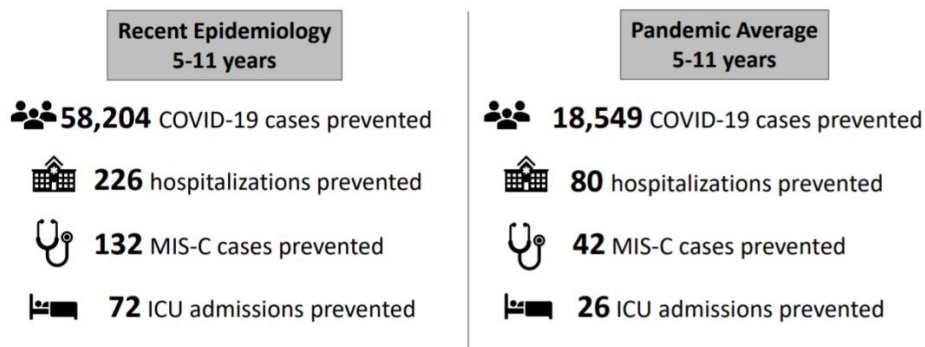 Recent Epidemiology
5-11 years
58,204 COVID-19 cases prevented
226 hospitalizations prevented
132 MIS-C cases prevented
72 ICU admissions prevented
Pandemic Average
5-11 years
18,549 COVID-19 cases prevented
80 hospitalizations prevented
42 MIS-C cases prevented
26 ICU admissions prevented